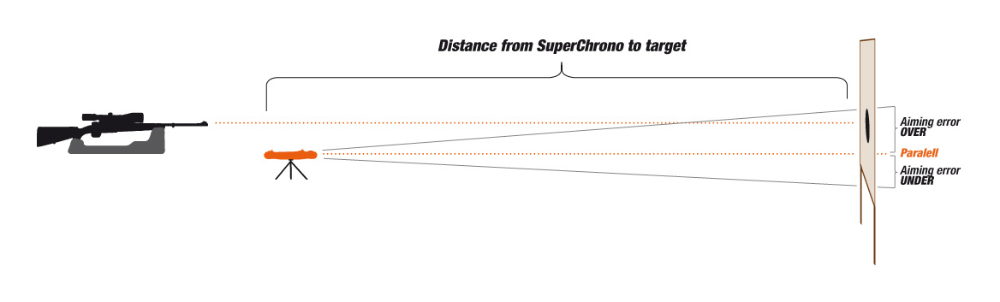 Distance from SuperChrono to target
Aiming error
OVER
Paralell
Aiming error
UNDER